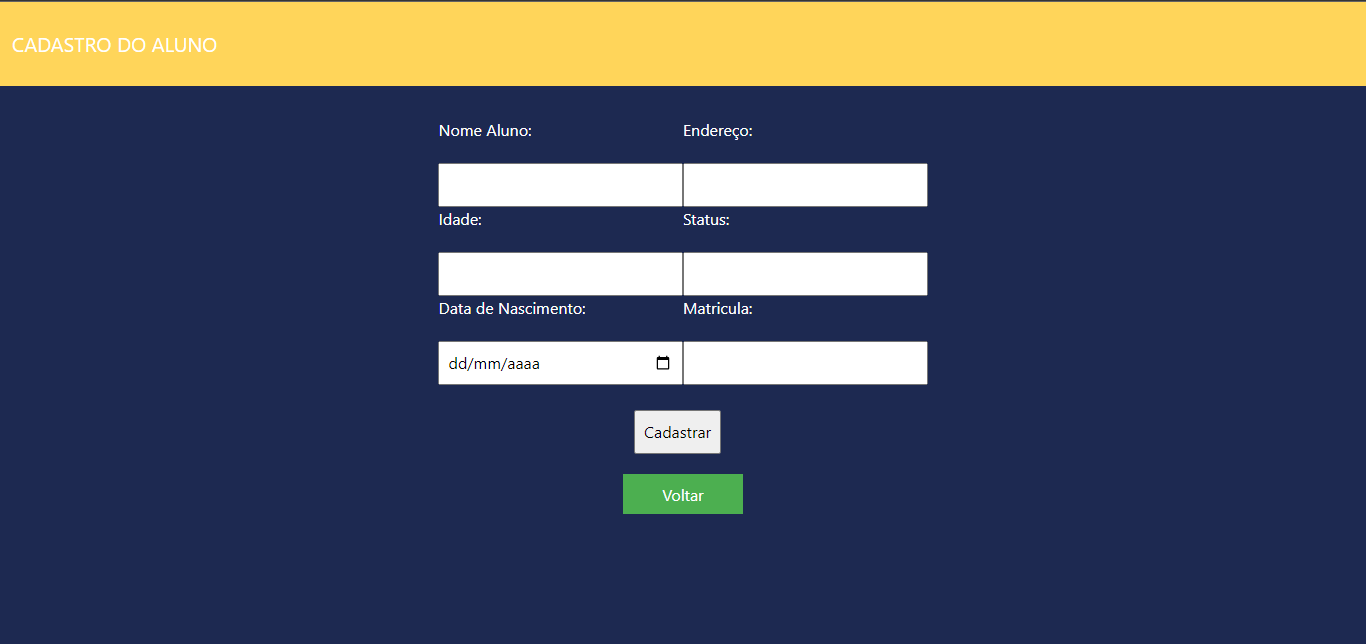 CADASTRO DO ALUNO
Nome Aluno: Endereço:
Idade: Status:
Data de Nascimento: Matricula:
dd/mm/aaaa
Cadastrar
Voltar